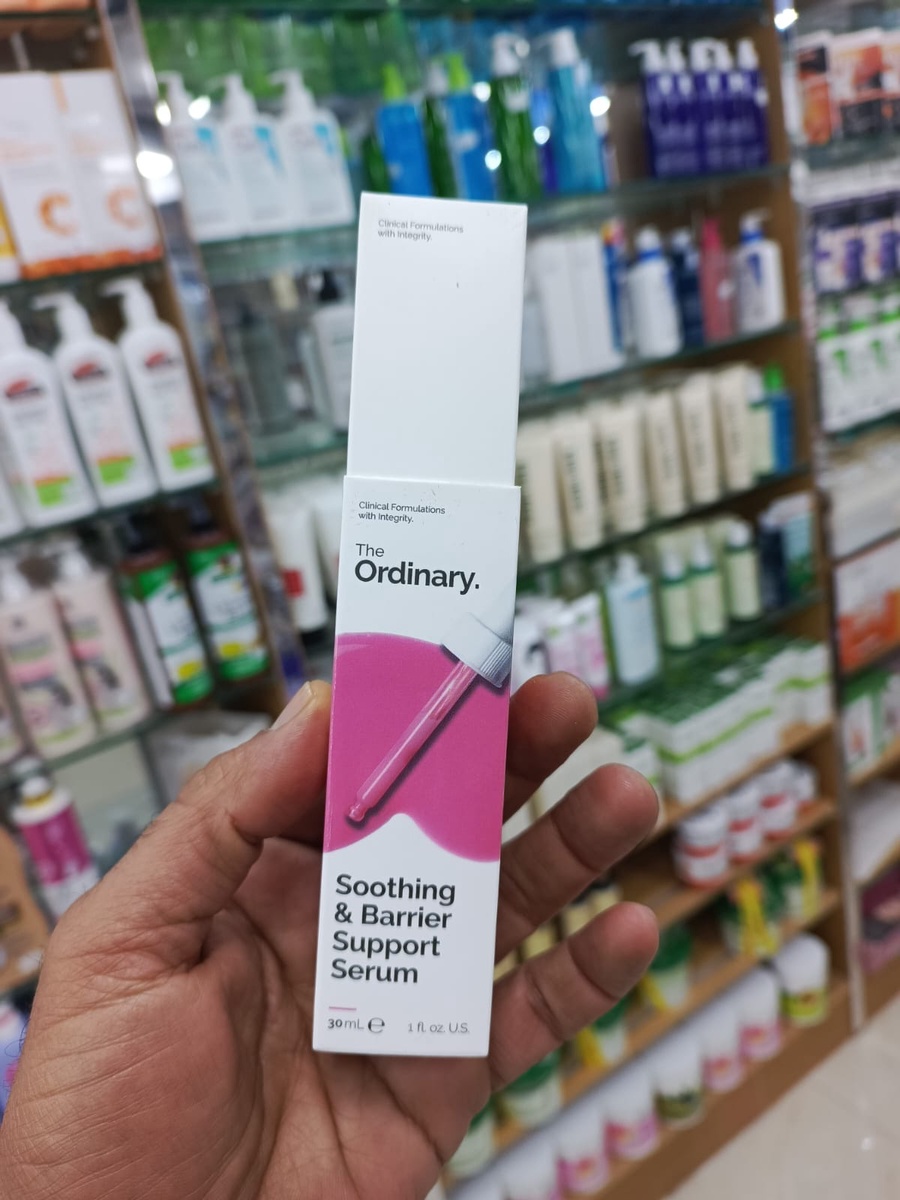 Clinical Formulations
with Integrity.
Clinical Formulations
with Integrity.
The
Ordinary.
Soothing
& Barrier
Support
Serum
30 mL e 1 fl. oz. U.S.